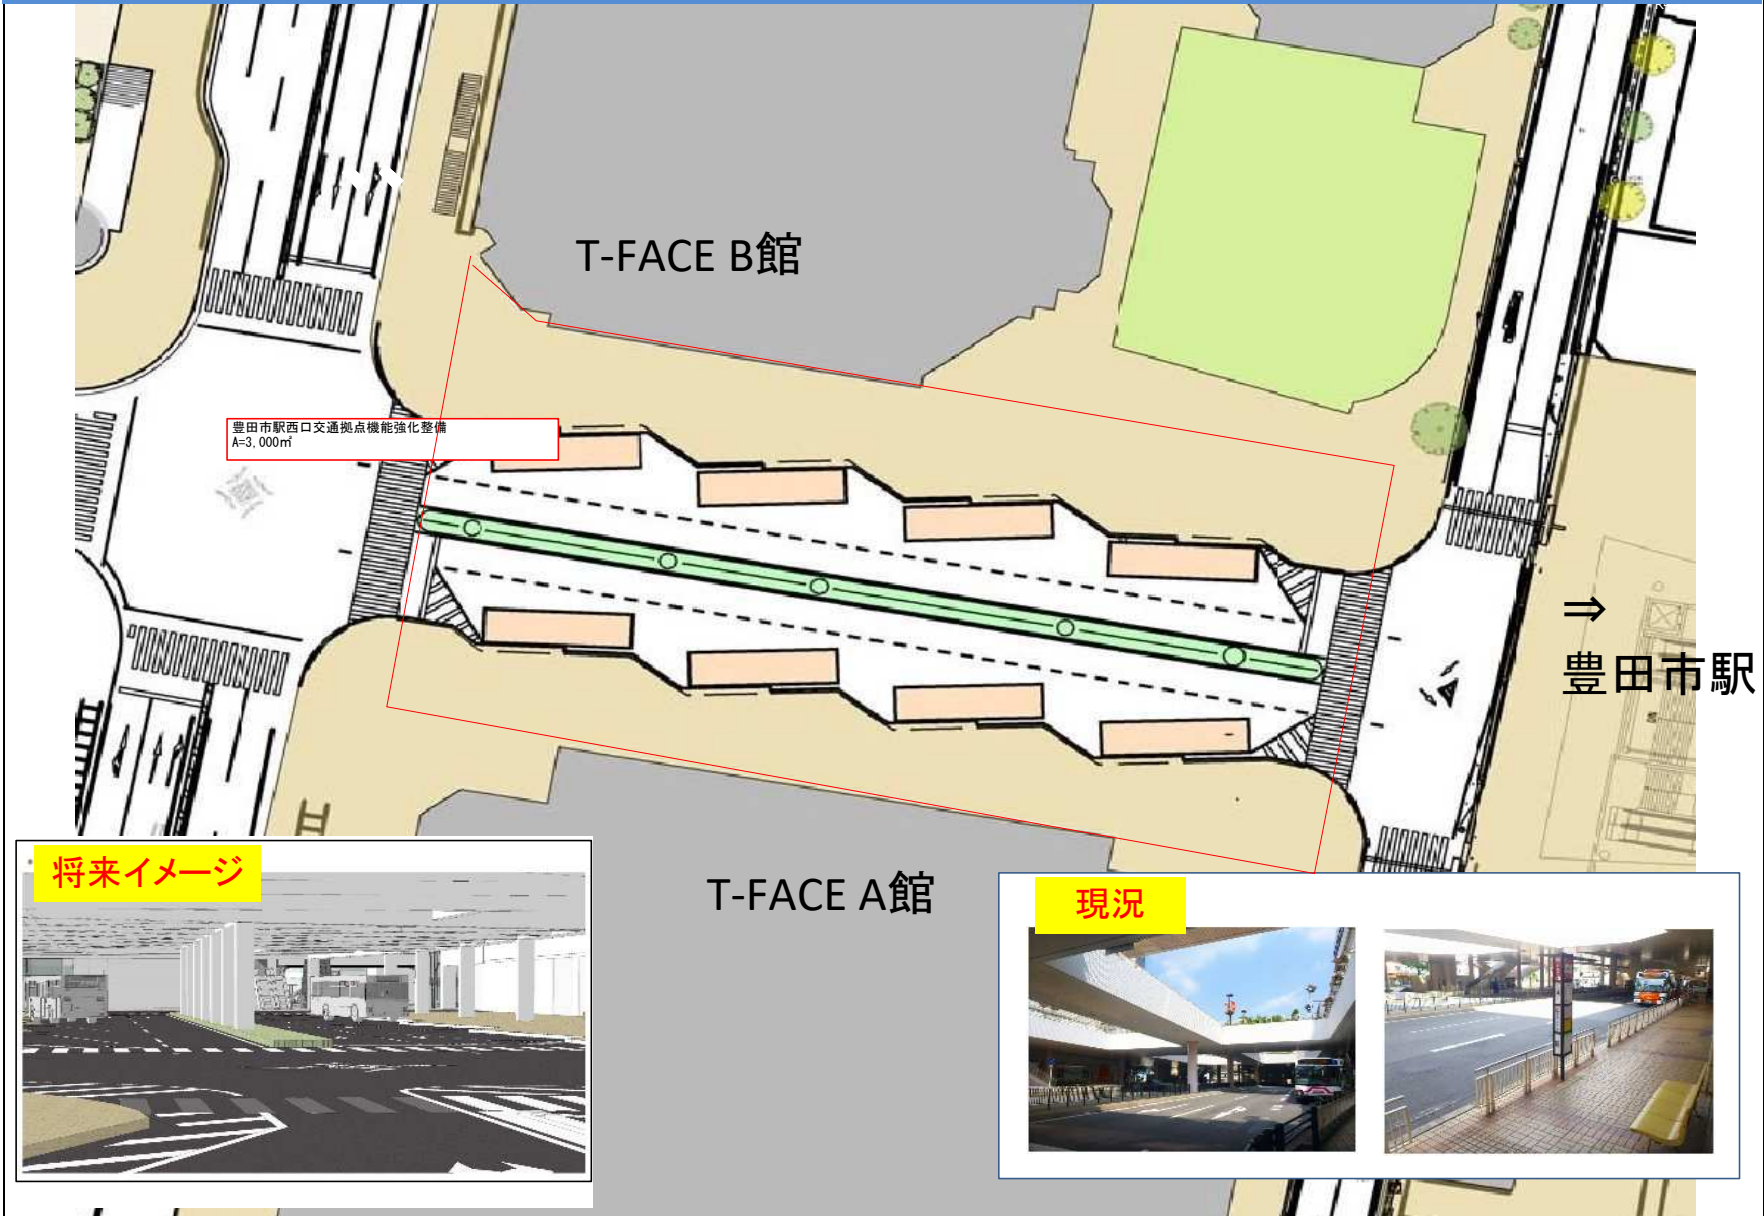 T-FACE B館
豊田市駅西口交通拠点機能強化整備
A=3,000㎡
⇒
豊田市駅
T-FACE A館
将来イメージ
現況